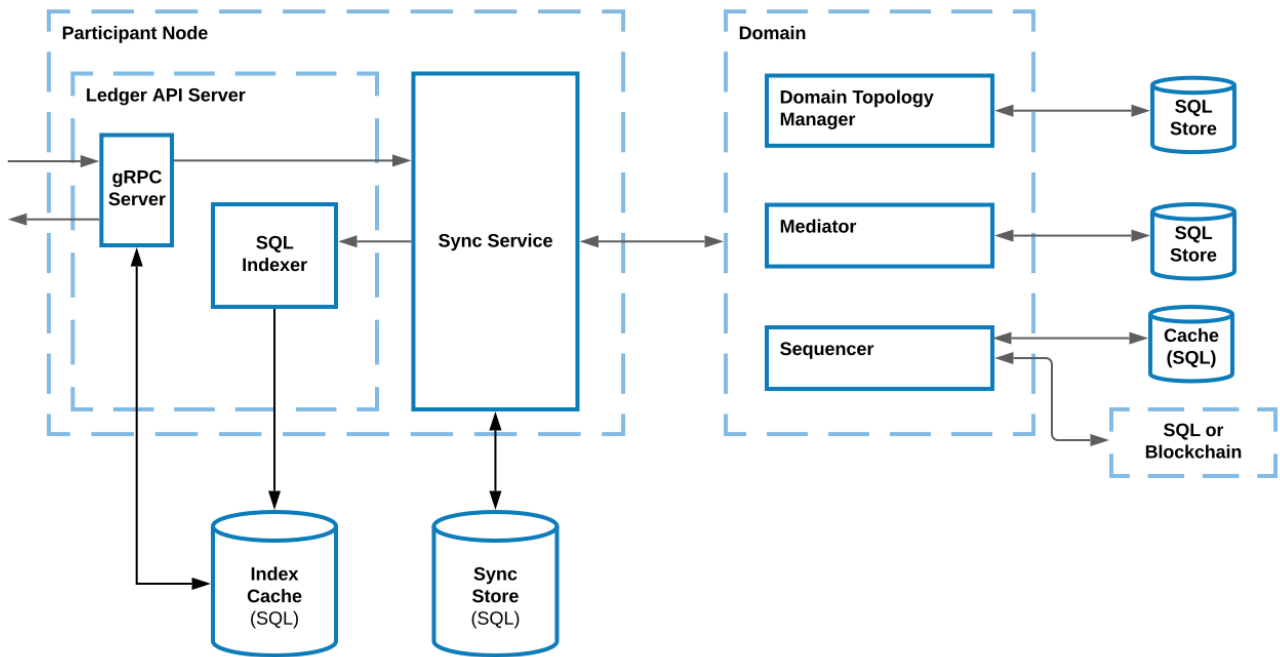 Participant Node
Ledger API Server
gRPC
Server
SQL
Indexer
Sync Service
Index
Cache
(SQL)
Sync
Store
(SQL)
Domain
Domain Topology
Manager
SQL
Store
Mediator
SQL
Store
Sequencer
Cache
(SQL)
SQL or
Blockchain